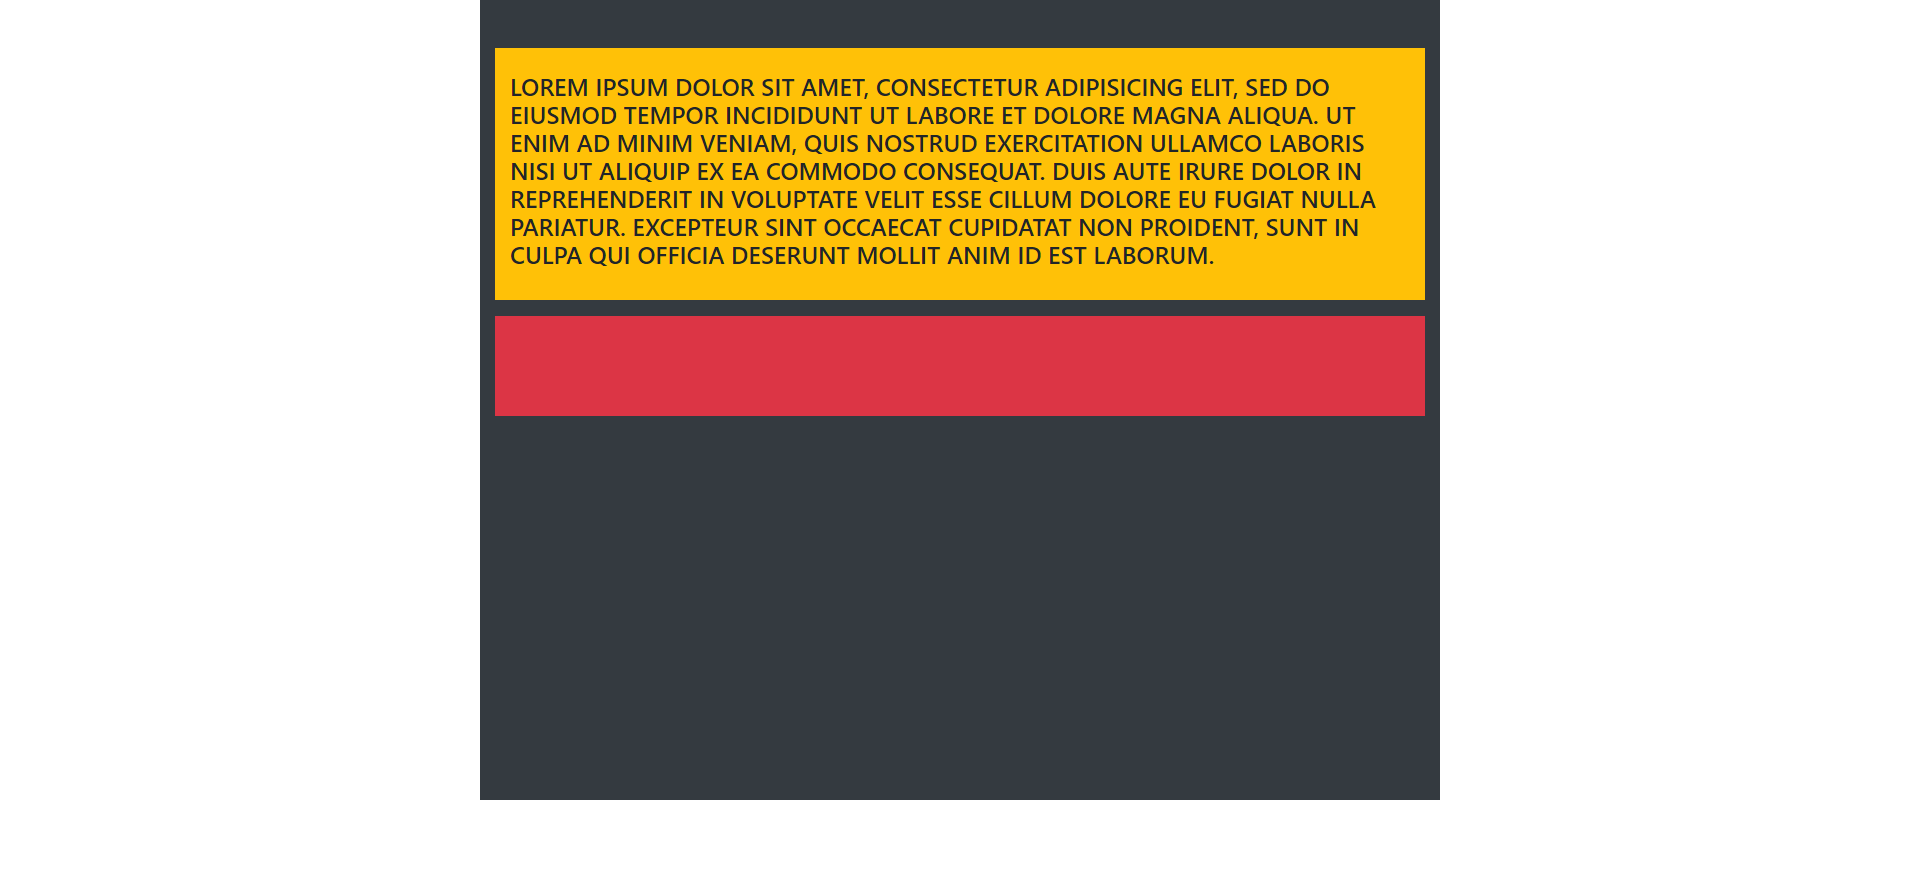 LOREM IPSUM DOLOR SIT AMET, CONSECTETUR ADIPISICING ELIT, SED DO
EIUSMOD TEMPOR INCIDIDUNT UT LABORE ET DOLORE MAGNA ALIQUA. UT
ENIM AD MINIM VENIAM, QUIS NOSTRUD EXERCITATION ULLAMCO LABORIS
NISI UT ALIQUIP EX EA COMMODO CONSEQUAT. DUIS AUTE IRURE DOLOR IN
REPREHENDERIT IN VOLUPTATE VELIT ESSE CILLUM DOLORE EU FUGIAT NULLA
PARIATUR. EXCEPTEUR SINT OCCAECAT CUPIDATAT NON PROIDENT, SUNT IN
CULPA QUI OFFICIA DESERUNT MOLLIT ANIM ID EST LABORUM.